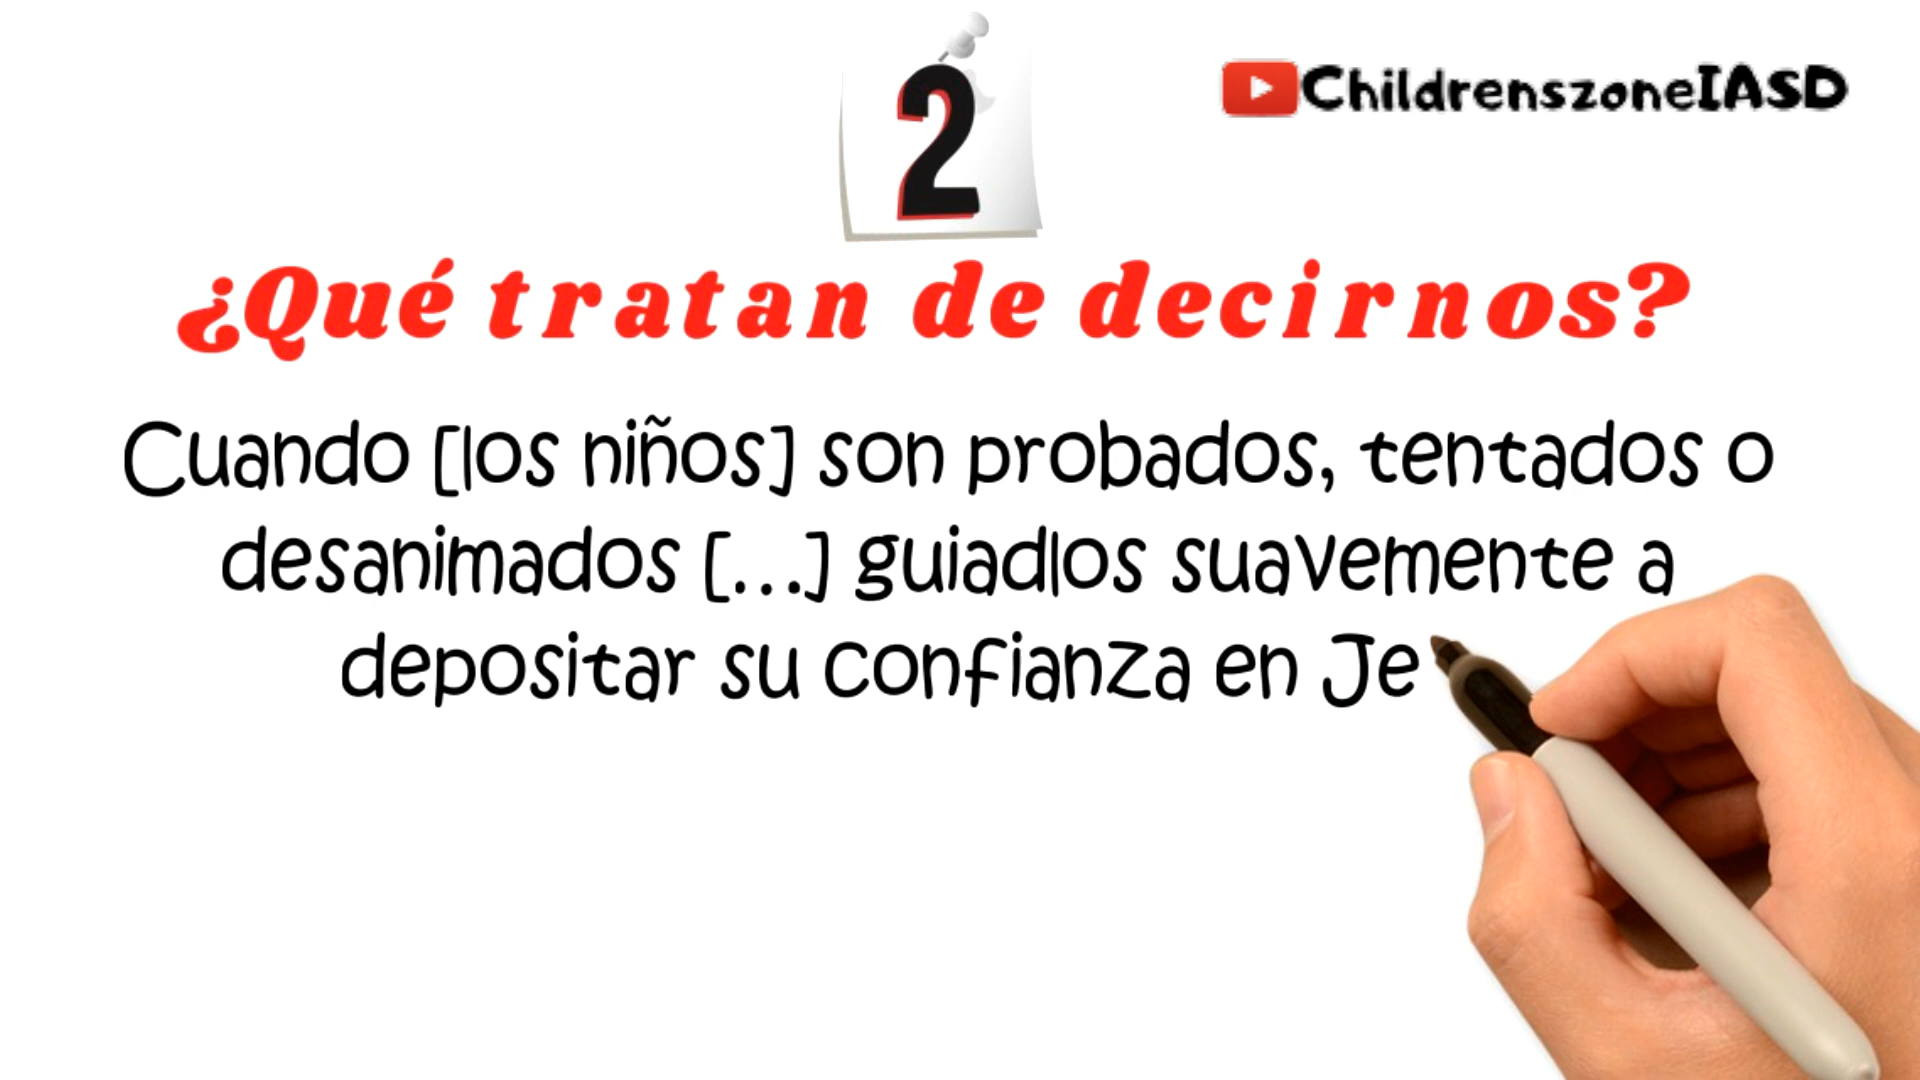 2
ChildrenszoneIASD
¿Qué tratan de decirnos?
Cuando [los niños] son probados, tentados o
desanimados [...] guiadlos suavemente a
depositar su confianza en Je